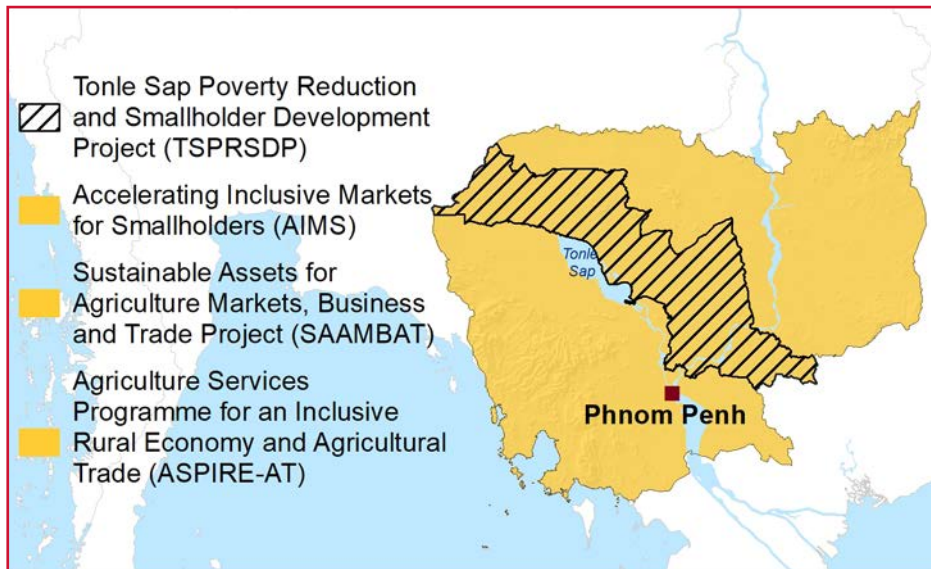 Tonle Sap Poverty Reduction
and Smallholder Development
Project (TSPRSDP)
Accelerating Inclusive Markets
for Smallholders (AIMS)
Sustainable Assets for
Agriculture Markets, Business
and Trade Project (SAAMBAT)
Agriculture Services
Programme for an Inclusive
Rural Economy and Agricultural
Trade (ASPIRE-AT)
Tonle
Sap
Phnom Penh